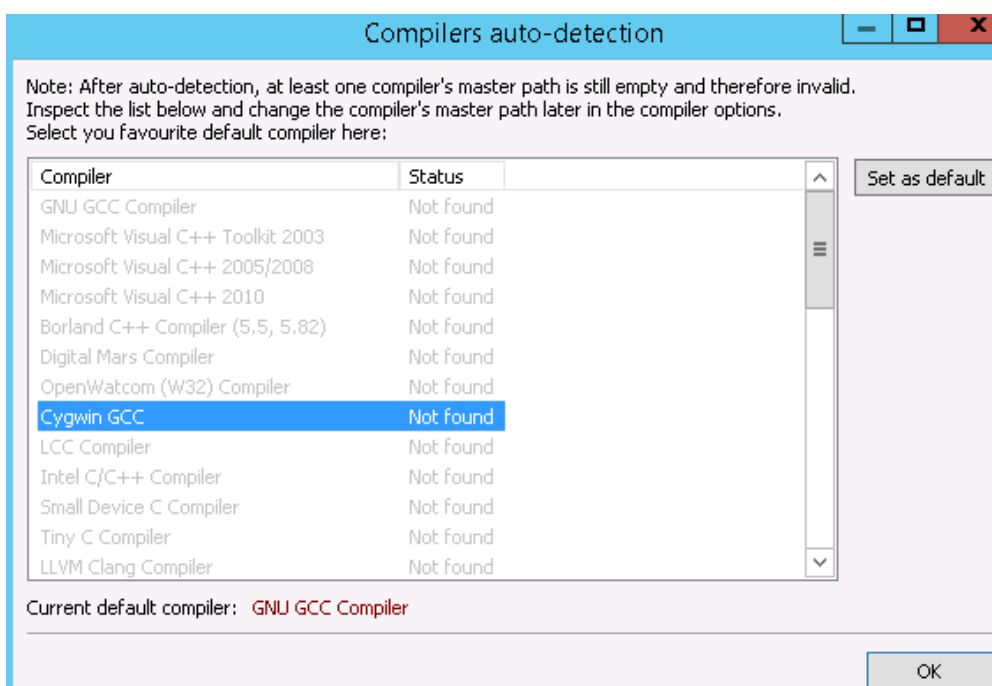 Compilers auto-detection
Note: After auto-detection, at least one compiler's master path is still empty and therefore invalid.
Inspect the list below and change the compiler's master path later in the compiler options.
Select you favourite default compiler here:
Compiler Status
Set as default
GNU GCC Compiler Not found
Microsoft Visual C++ Toolkit 2003 Not found
Microsoft Visual C++ 2005/2008 Not found
Microsoft Visual C++ 2010 Not found
Borland C++ Compiler (5.5, 5.82) Not found
Digital Mars Compiler Not found
OpenWatcom (W32) Compiler Not found
Cygwin GCC Not found
LCC Compiler Not found
Intel C/C++ Compiler Not found
Small Device C Compiler Not found
Tiny C Compiler Not found
LLVM Clang Compiler Not found
Current default compiler: GNU GCC Compiler
OK